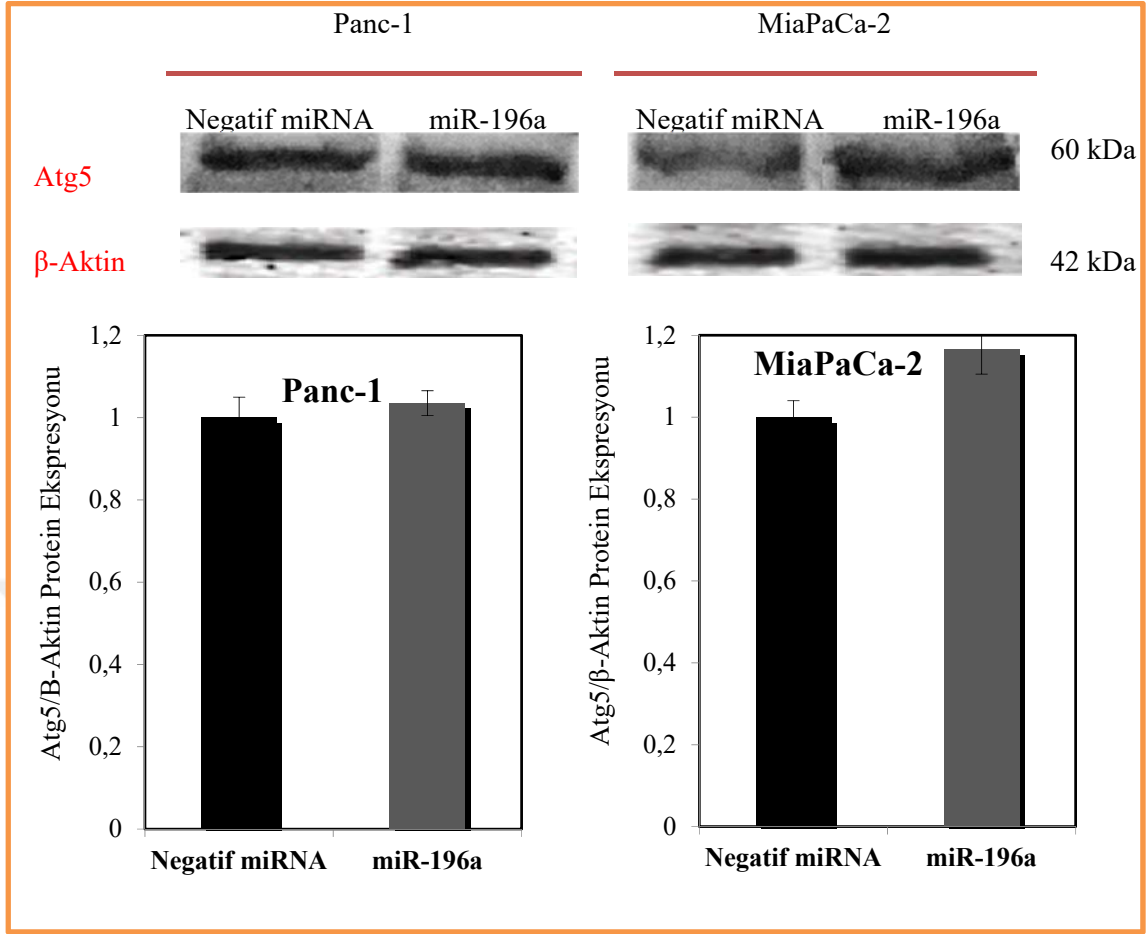 Panc-1
MiaPaCa-2
Negatif miRNA
miR-196a
Negatif miRNA
miR-196a
Atg5
60 kDa
β-Aktin
42 kDa
Atg5/B-Aktin Protein Ekspresyonu
1,2
1
0,8
0,6
0,4
0,2
0
Panc-1
Negatif miRNA
miR-196a
Atg5/β-Aktin Protein Ekspresyonu
1,2
1
0,8
0,6
0,4
0,2
0
MiaPaCa-2
Negatif miRNA
miR-196a